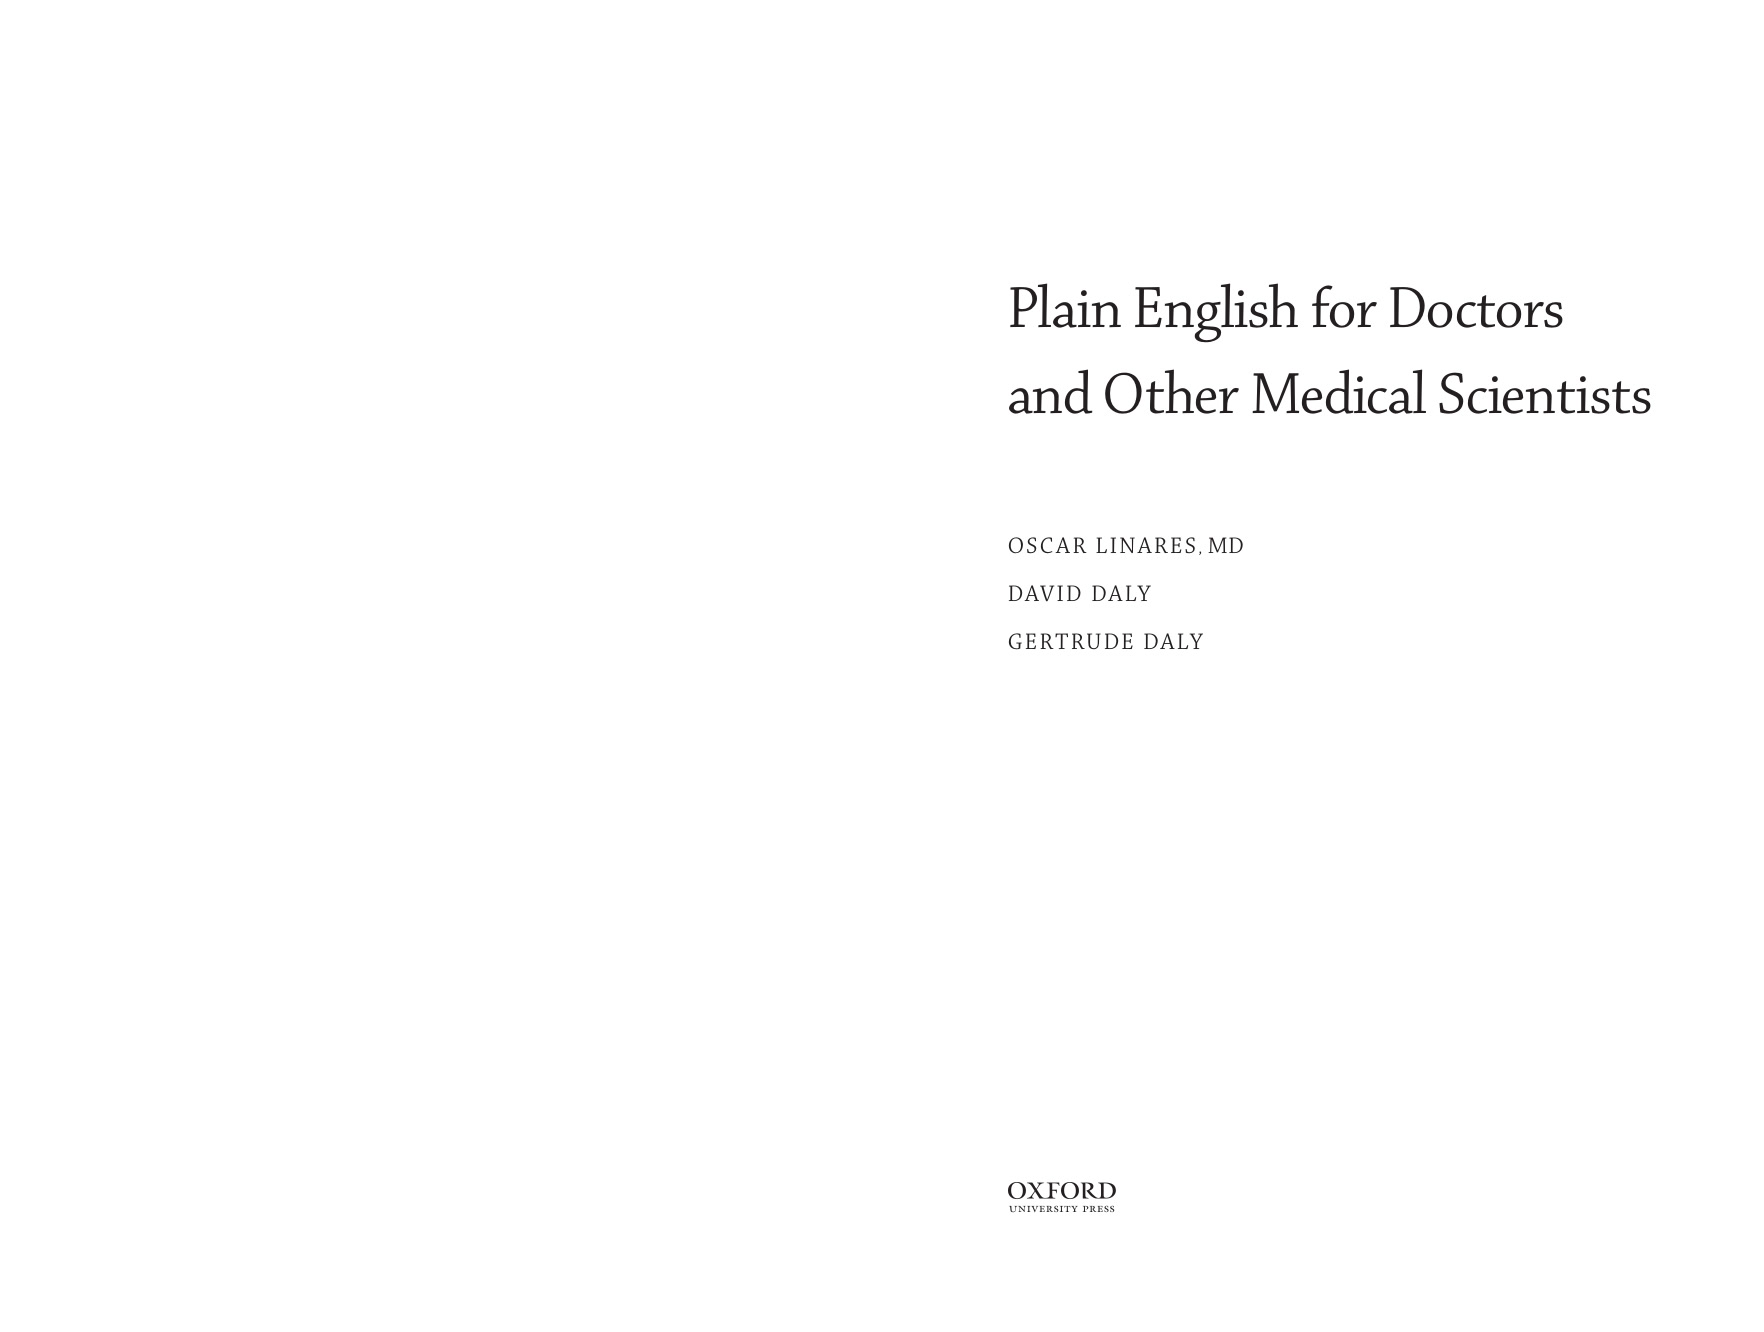 Plain English for Doctors
and Other Medical Scientists
OSCAR LINARES, MD
DAVID DALY
GERTRUDE DALY
OXFORD
UNIVERSITY PRESS